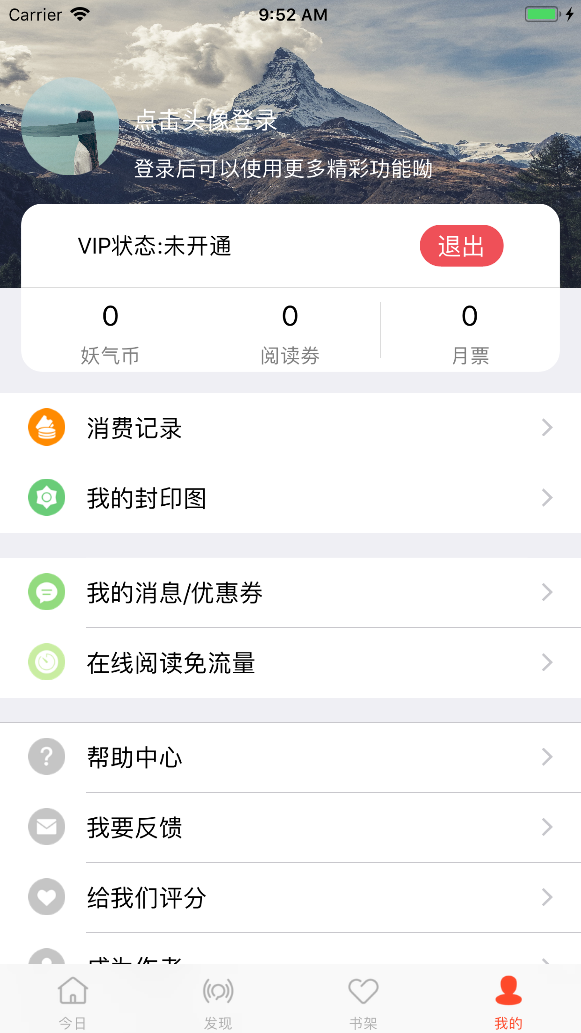 Carrier 9:52 AM
点击头像登录
登录后可以使用更多精彩功能呦
VIP状态:未开通 退出
0 0 0
妖气币 阅读券 月票
消费记录
我的封印图
我的消息/优惠券
在线阅读免流量
帮助中心
我要反馈
给我们评分
成为作者
今日 发现 书架 我的